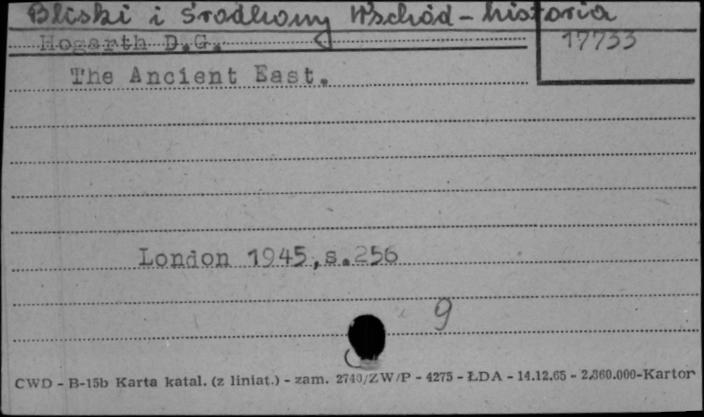 Bliski i Środkowy Wschód - historia
Hogarth D.G.
17733
The Ancient East.
London 1945,s.256
9
CWD - B-15b Karta katal. (z liniat.) - zam. 2740/ZW/P - 4275 - ŁDA - 14.12.65 - 2.860.000-Kartor